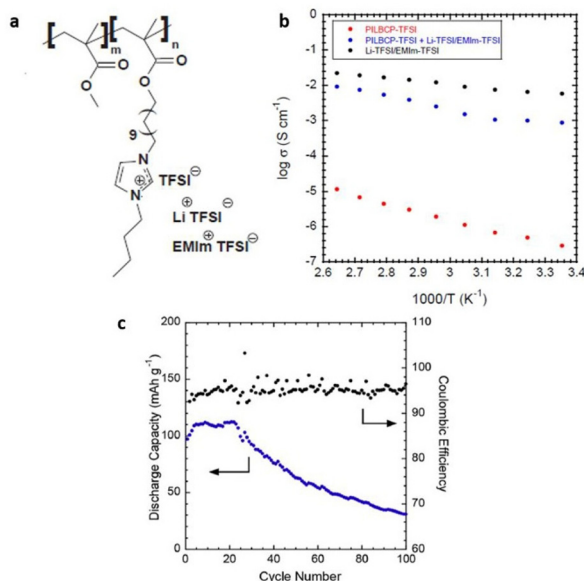 a
m
n
O
O
O
O
9
N
⊕ TFSI⊖
N
⊕ ⊖
Li TFSI
⊕ ⊖
EMIm TFSI
b
0
-1
-2
-3
-4
-5
-6
-7
log σ (S cm⁻¹)
PILBCP-TFSI
PILBCP-TFSI + Li-TFSI/EMIm-TFSI
Li-TFSI/EMIm-TFSI
2.6 2.7 2.8 2.9 3 3.1 3.2 3.3 3.4
1000/T (K⁻¹)
c
200
150
100
50
0
Discharge Capacity (mAh g⁻¹)
110
100
90
80
70
60
Coulombic Efficiency
0 20 40 60 80 100
Cycle Number